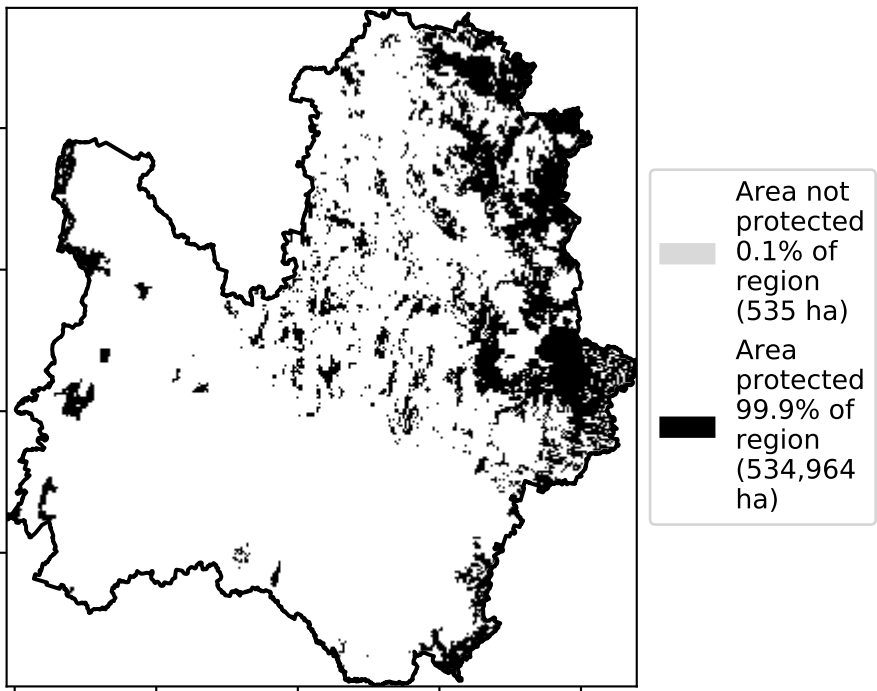 Area not
protected
0.1% of
region
(535 ha)
Area
protected
99.9% of
region
(534,964
ha)